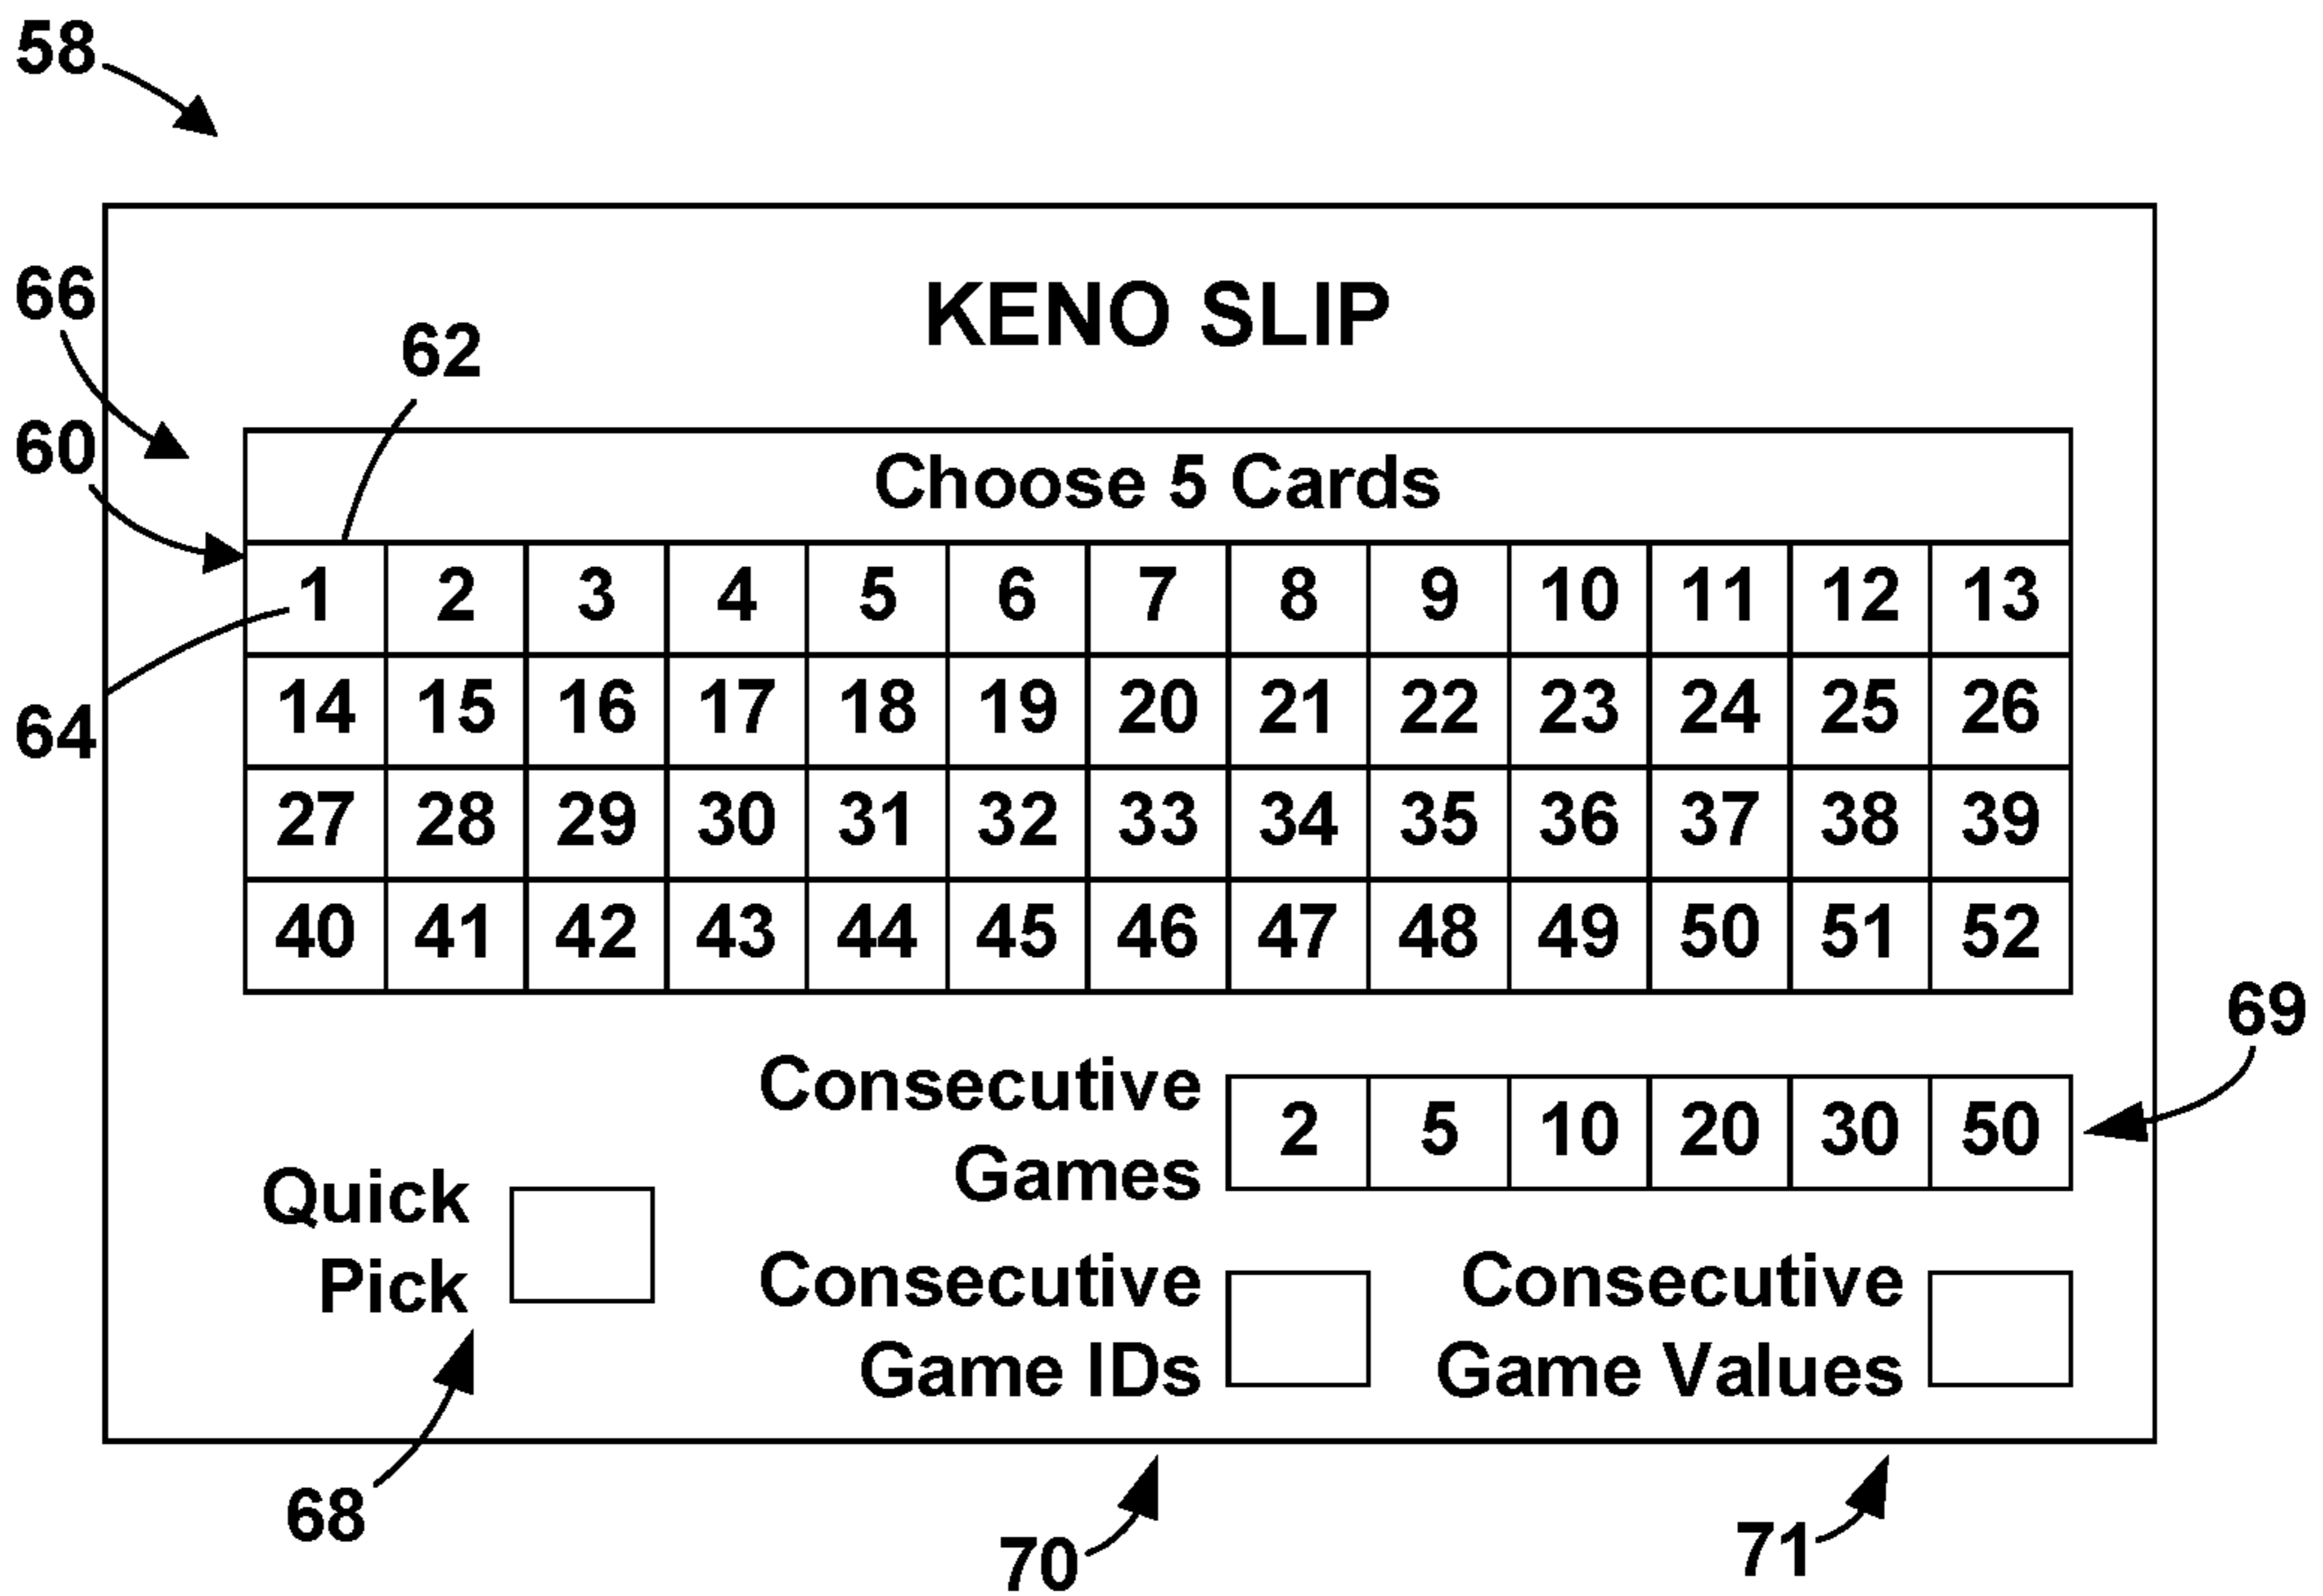 58
66
KENO SLIP
62
60
Choose 5 Cards
1 2 3 4 5 6 7 8 9 10 11 12 13
14 15 16 17 18 19 20 21 22 23 24 25 26
64
27 28 29 30 31 32 33 34 35 36 37 38 39
40 41 42 43 44 45 46 47 48 49 50 51 52
69
Consecutive
Games
2 5 10 20 30 50
Quick
Pick
Consecutive
Game IDs
Consecutive
Game Values
68
70
71